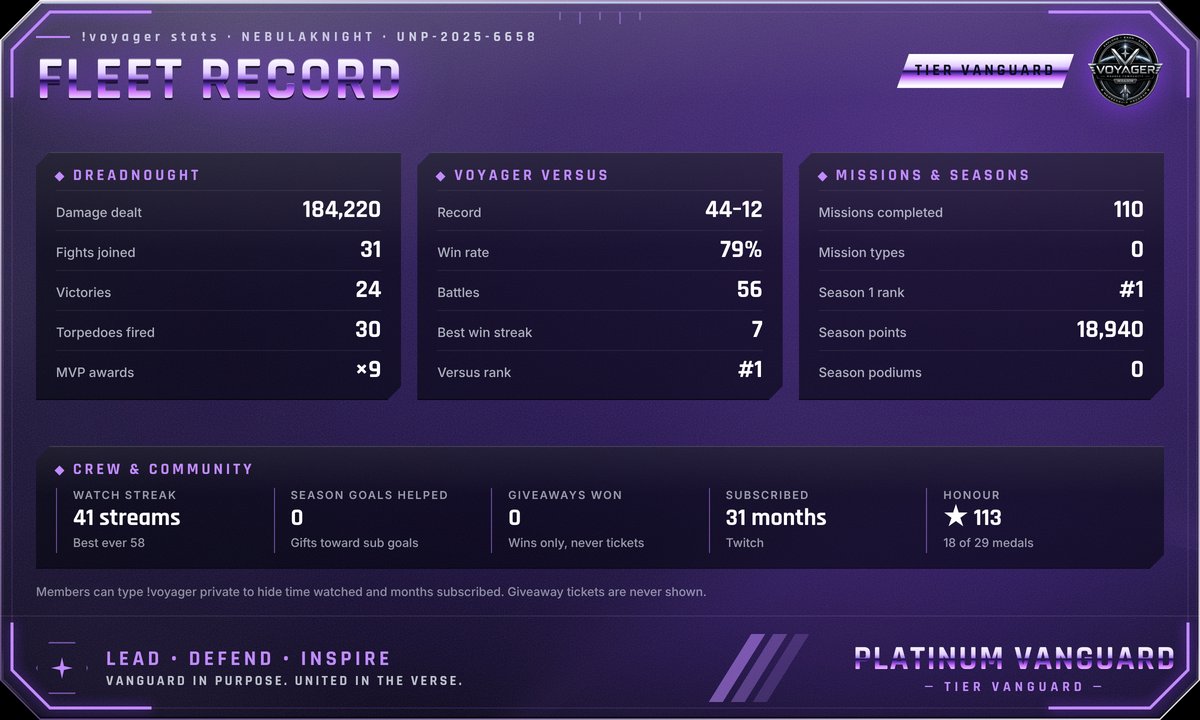 !voyager stats · NEBULAKNIGHT · UNP-2025-6658
FLEET RECORD
TIER VANGUARD
VOYAGER
◆ DREADNOUGHT
Damage dealt 184,220
Fights joined 31
Victories 24
Torpedoes fired 30
MVP awards ×9
◆ VOYAGER VERSUS
Record 44-12
Win rate 79%
Battles 56
Best win streak 7
Versus rank #1
◆ MISSIONS & SEASONS
Missions completed 110
Mission types 0
Season 1 rank #1
Season points 18,940
Season podiums 0
◆ CREW & COMMUNITY
WATCH STREAK
41 streams
Best ever 58
SEASON GOALS HELPED
0
Gifts toward sub goals
GIVEAWAYS WON
0
Wins only, never tickets
SUBSCRIBED
31 months
Twitch
HONOUR
★ 113
18 of 29 medals
Members can type !voyager private to hide time watched and months subscribed. Giveaway tickets are never shown.
LEAD • DEFEND • INSPIRE
VANGUARD IN PURPOSE. UNITED IN THE VERSE.
PLATINUM VANGUARD
– TIER VANGUARD –